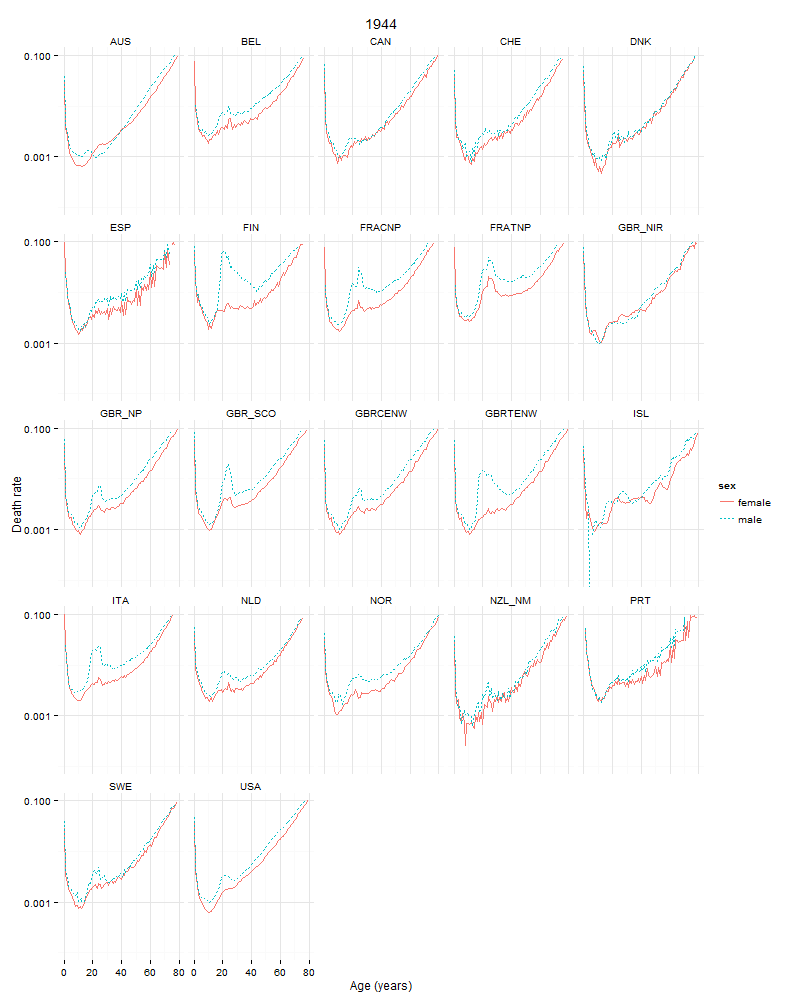 1944
AUS BEL CAN CHE DNK
0.100
0.001
ESP FIN FRACNP FRATNP GBR_NIR
0.100
0.001
GBR_NP GBR_SCO GBRCENW GBRTENW ISL
0.100
0.001
Death rate
sex
female
male
ITA NLD NOR NZL_NM PRT
0.100
0.001
SWE USA
0.100
0.001
0 20 40 60 80 0 20 40 60 80
Age (years)